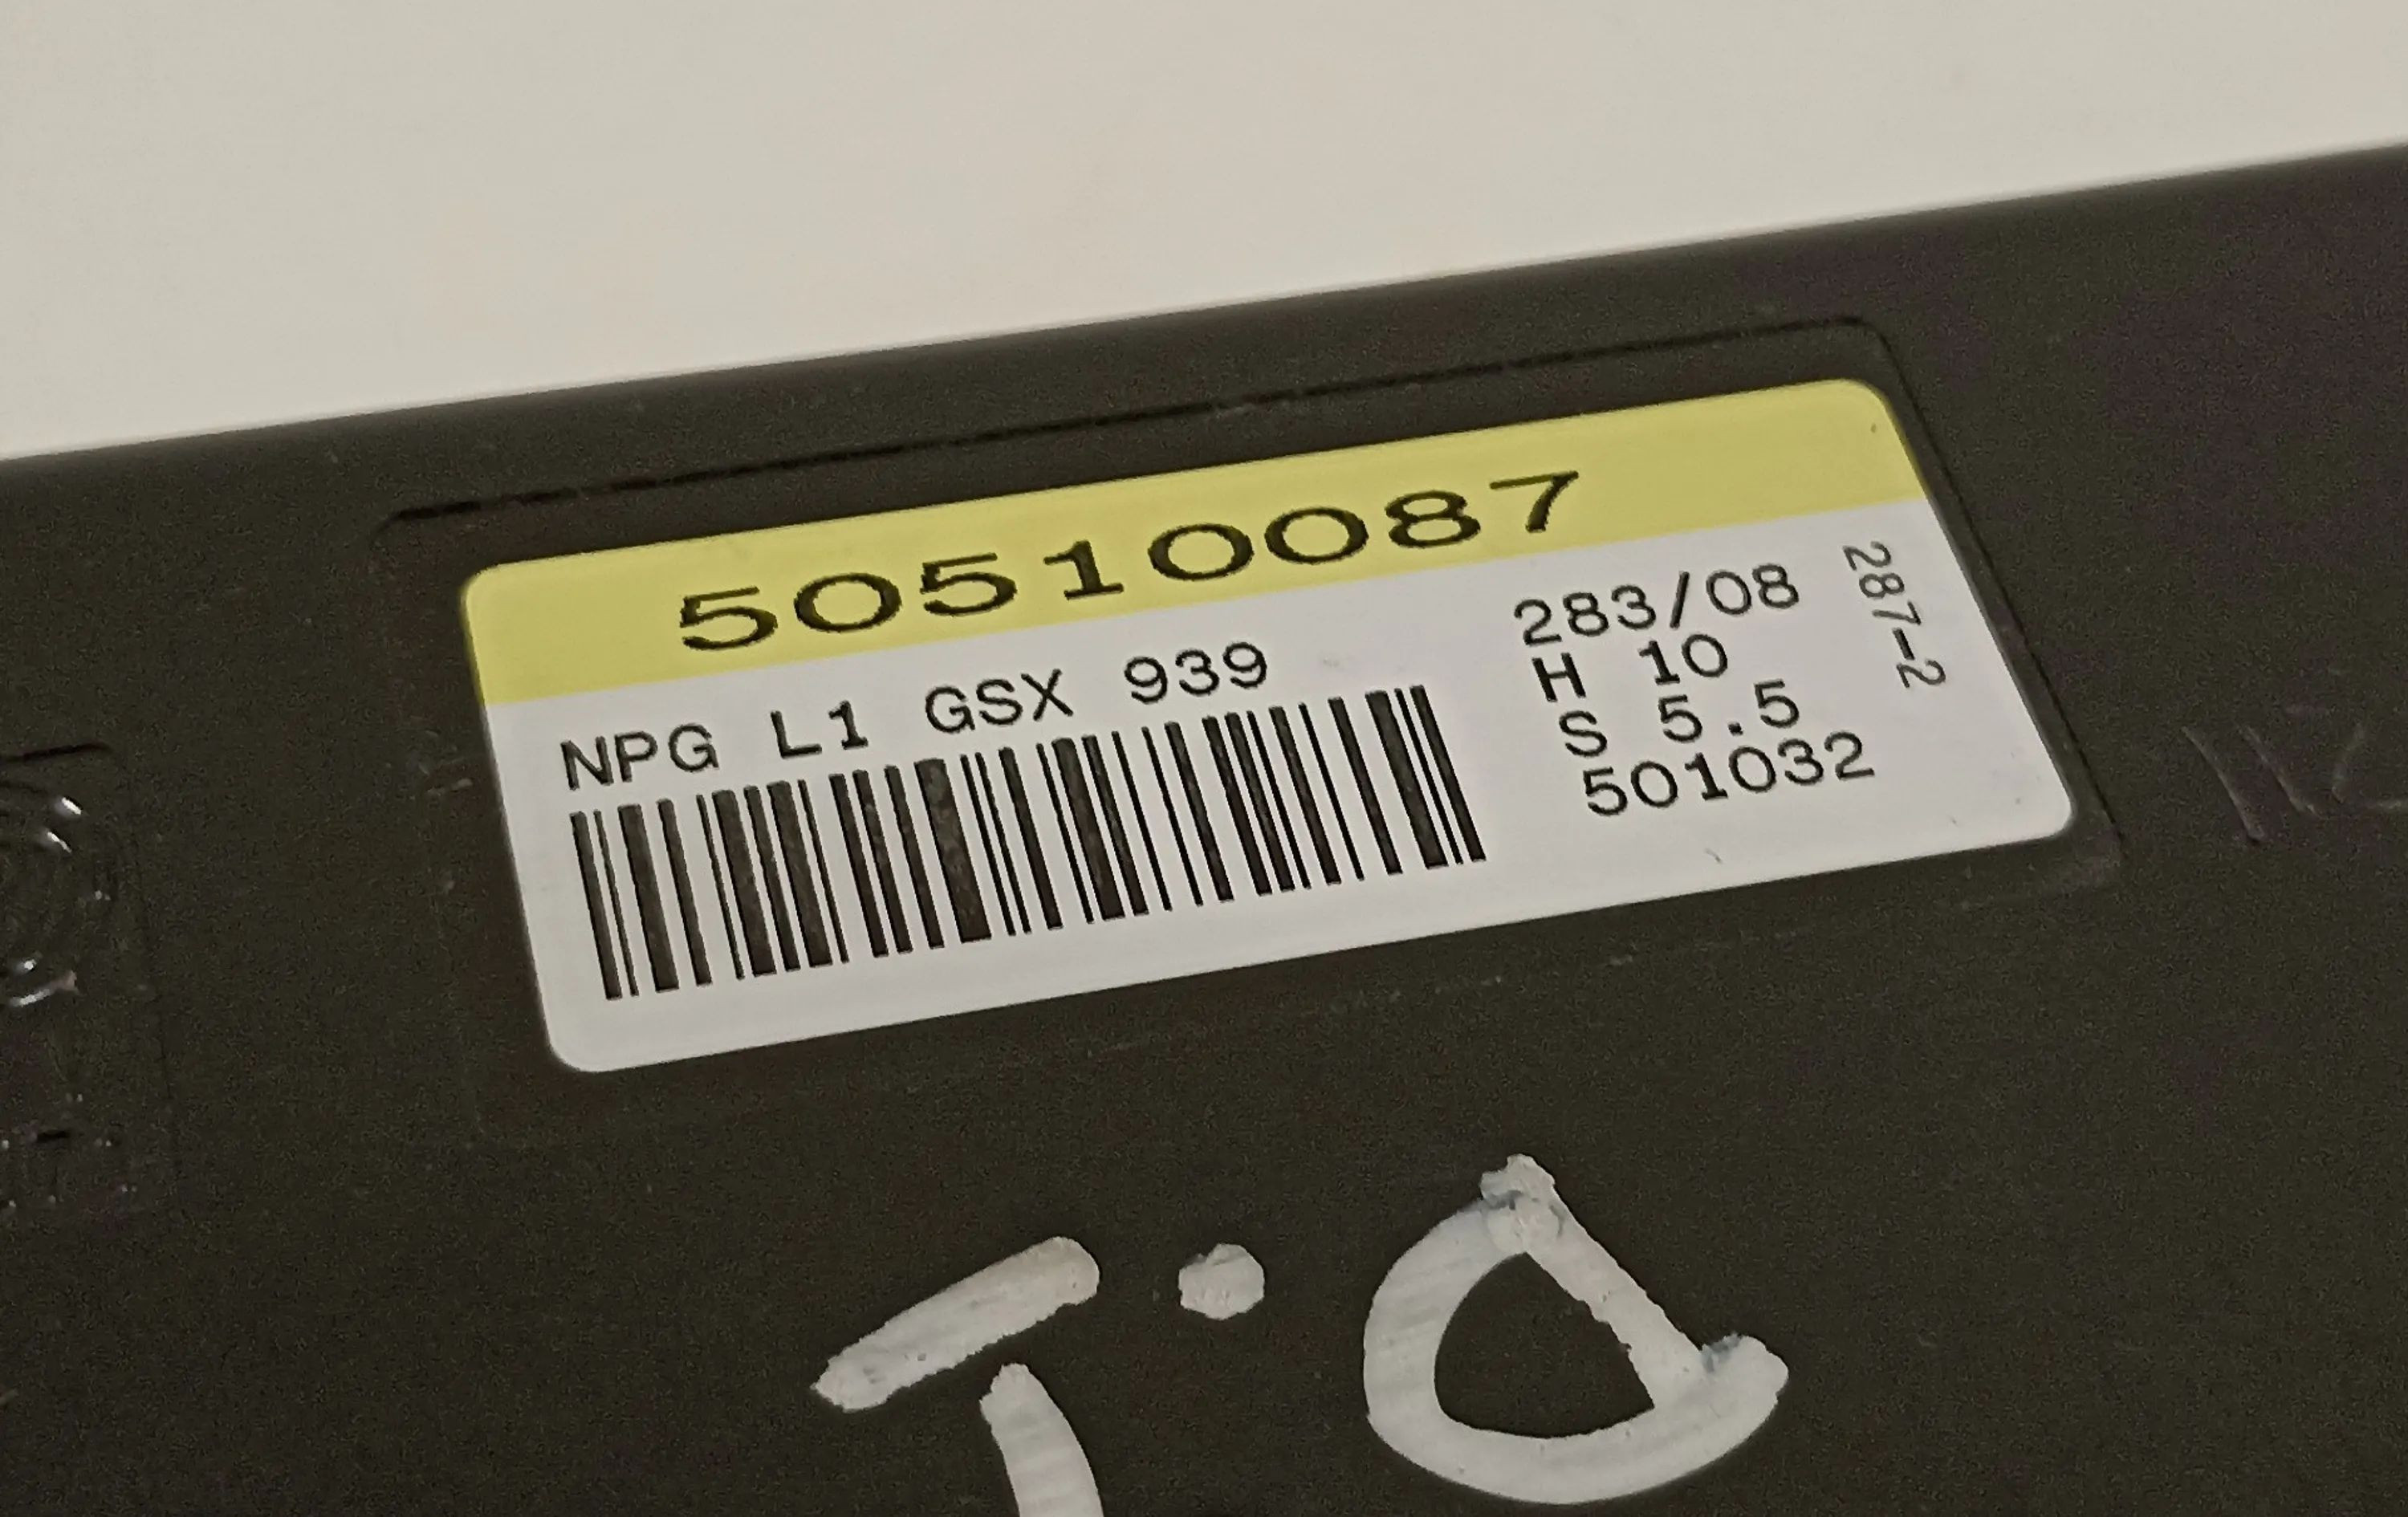 50510087
NPG L1 GSX 939
283/08
H 10
S 5.5
501032
287-2